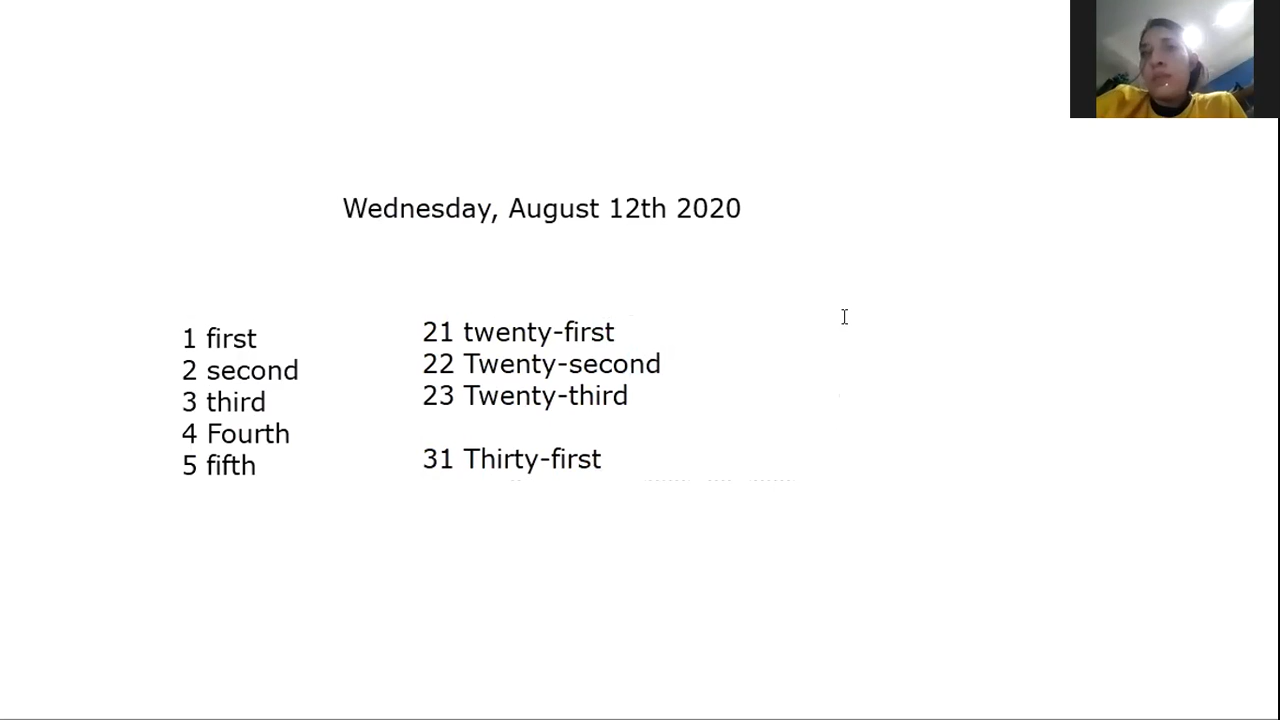 Wednesday, August 12th 2020
1 first
2 second
3 third
4 Fourth
5 fifth
21 twenty-first
22 Twenty-second
23 Twenty-third
31 Thirty-first